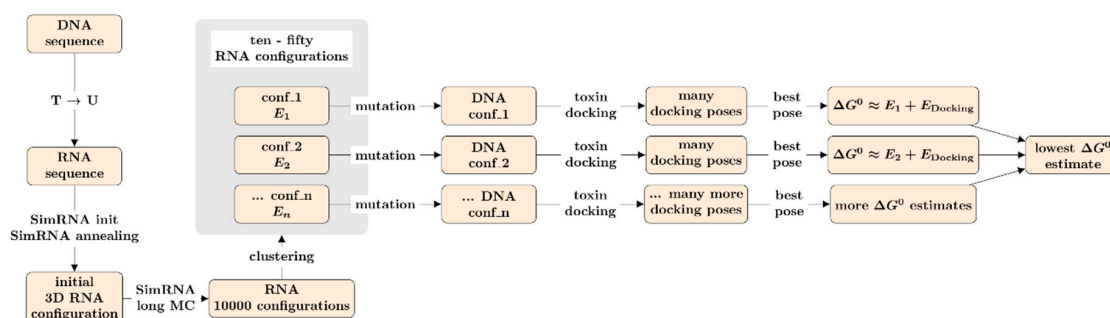 DNA
sequence
T → U
RNA
sequence
SimRNA init
SimRNA annealing
initial
3D RNA
configuration
SimRNA
long MC
RNA
10000 configurations
clustering
ten - fifty
RNA configurations
conf_1
E₁
mutation
DNA
conf_1
toxin
docking
many
docking poses
best
pose
ΔG⁰ ≈ E₁ + E_Docking
conf_2
E₂
mutation
DNA
conf_2
toxin
docking
many
docking poses
best
pose
ΔG⁰ ≈ E₂ + E_Docking
... conf_n
Eₙ
mutation
... DNA
conf_n
toxin
docking
... many more
docking poses
best
pose
more ΔG⁰ estimates
lowest ΔG⁰
estimate